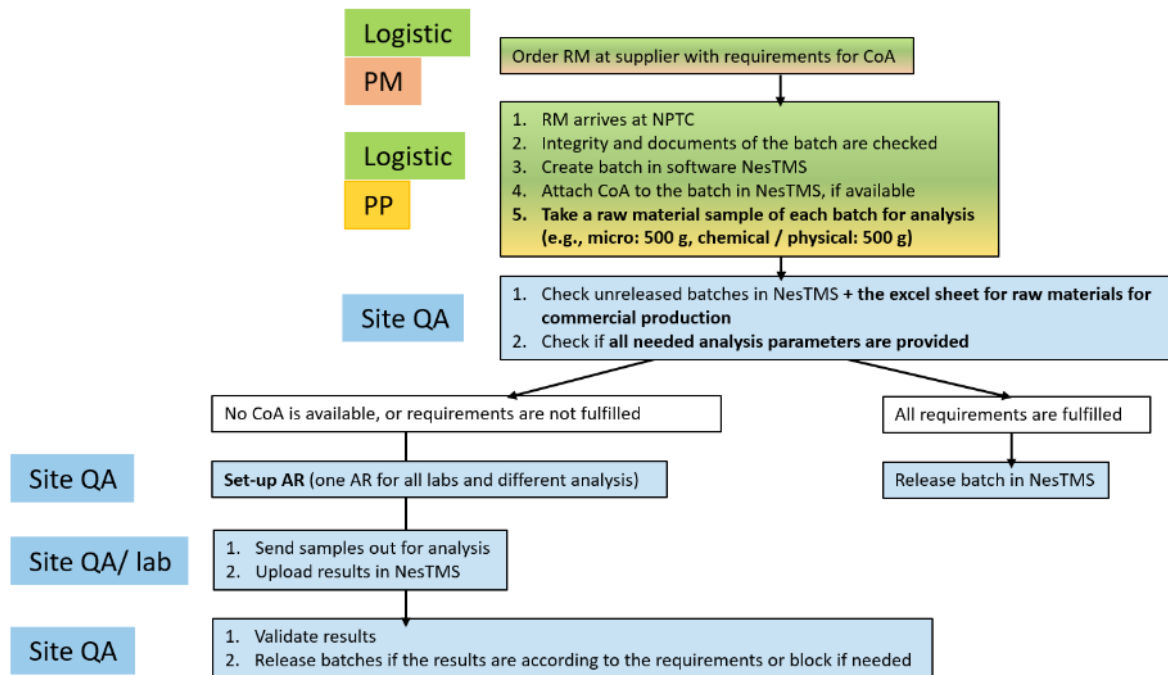 Logistic
PM
Order RM at supplier with requirements for CoA
Logistic
PP
1. RM arrives at NPTC
2. Integrity and documents of the batch are checked
3. Create batch in software NesTMS
4. Attach CoA to the batch in NesTMS, if available
5. Take a raw material sample of each batch for analysis
(e.g., micro: 500 g, chemical / physical: 500 g)
Site QA
1. Check unreleased batches in NesTMS + the excel sheet for raw materials for
commercial production
2. Check if all needed analysis parameters are provided
No CoA is available, or requirements are not fulfilled
All requirements are fulfilled
Site QA
Set-up AR (one AR for all labs and different analysis)
Release batch in NesTMS
Site QA/ lab
1. Send samples out for analysis
2. Upload results in NesTMS
Site QA
1. Validate results
2. Release batches if the results are according to the requirements or block if needed